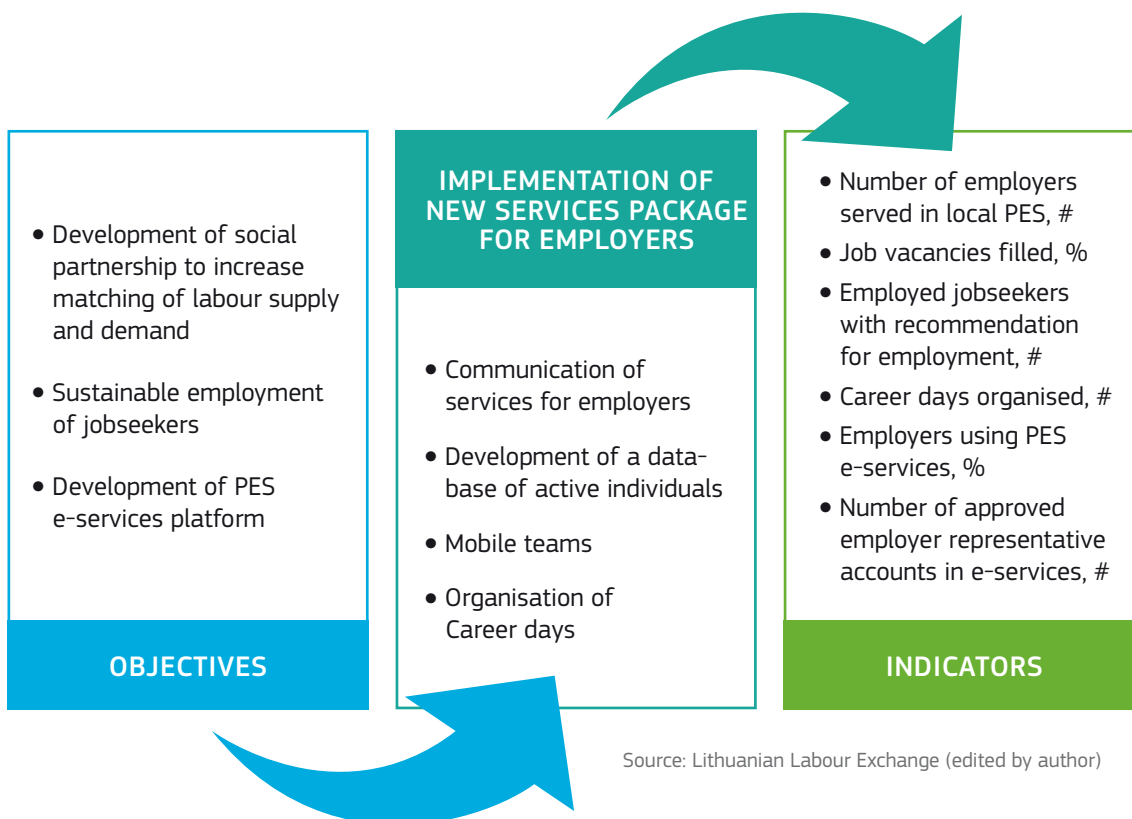 • Development of social
partnership to increase
matching of labour supply
and demand
• Sustainable employment
of jobseekers
• Development of PES
e-services platform
OBJECTIVES
IMPLEMENTATION OF
NEW SERVICES PACKAGE
FOR EMPLOYERS
• Communication of
services for employers
• Development of a data-
base of active individuals
• Mobile teams
• Organisation of
Career days
• Number of employers
served in local PES, #
• Job vacancies filled, %
• Employed jobseekers
with recommendation
for employment, #
• Career days organised, #
• Employers using PES
e-services, %
• Number of approved
employer representative
accounts in e-services, #
INDICATORS
Source: Lithuanian Labour Exchange (edited by author)